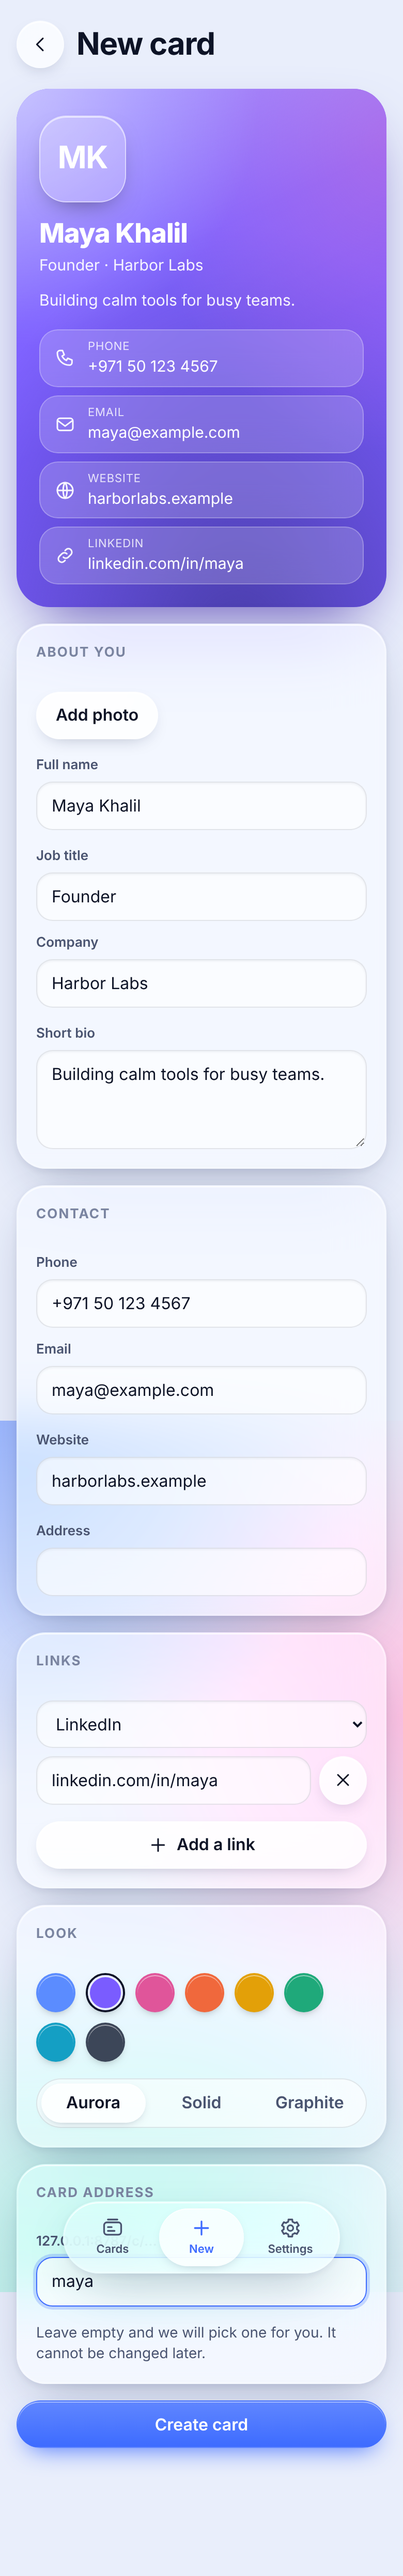 New card
MK
Maya Khalil
Founder · Harbor Labs
Building calm tools for busy teams.
PHONE
+971 50 123 4567
EMAIL
maya@example.com
WEBSITE
harborlabs.example
LINKEDIN
linkedin.com/in/maya
ABOUT YOU
Add photo
Full name
Maya Khalil
Job title
Founder
Company
Harbor Labs
Short bio
Building calm tools for busy teams.
CONTACT
Phone
+971 50 123 4567
Email
maya@example.com
Website
harborlabs.example
Address
LINKS
LinkedIn
linkedin.com/in/maya
Add a link
LOOK
Aurora Solid Graphite
CARD ADDRESS
Cards New Settings
maya
Leave empty and we will pick one for you. It
cannot be changed later.
Create card